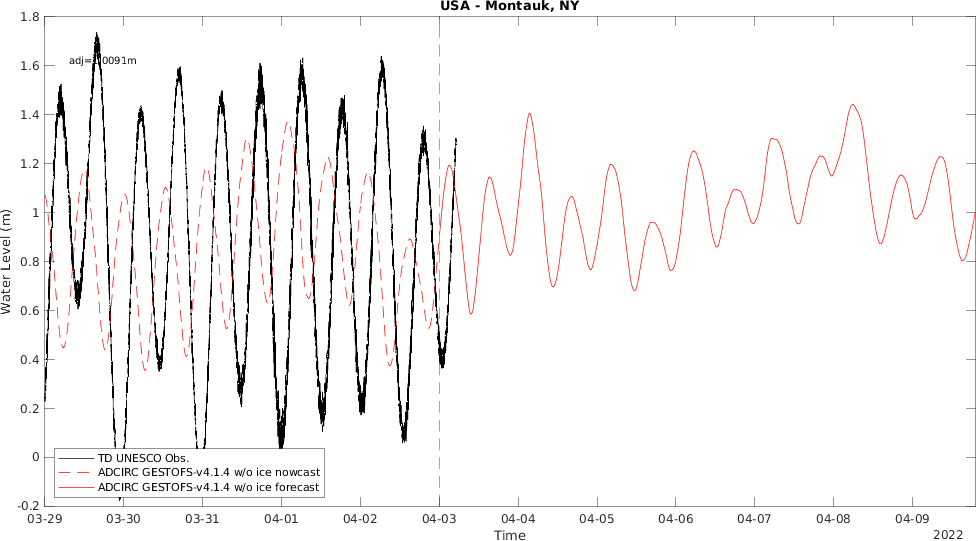 USA - Montauk, NY
1.8
1.6
1.4
1.2
1
0.8
0.6
0.4
0.2
0
-0.2
Water Level (m)
TD UNESCO Obs.
ADCIRC GESTOFS-v4.1.4 w/o ice nowcast
ADCIRC GESTOFS-v4.1.4 w/o ice forecast
03-29 03-30 03-31 04-01 04-02 04-03 04-04 04-05 04-06 04-07 04-08 04-09
Time
2022